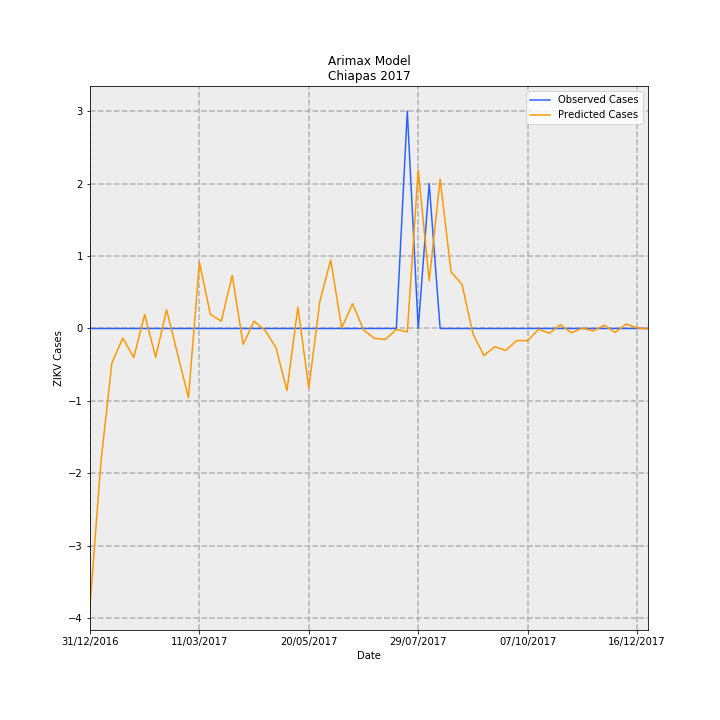 Arimax Model
Chiapas 2017
Observed Cases
Predicted Cases
3
2
1
0
−1
−2
−3
−4
ZIKV Cases
31/12/2016 11/03/2017 20/05/2017 29/07/2017 07/10/2017 16/12/2017
Date